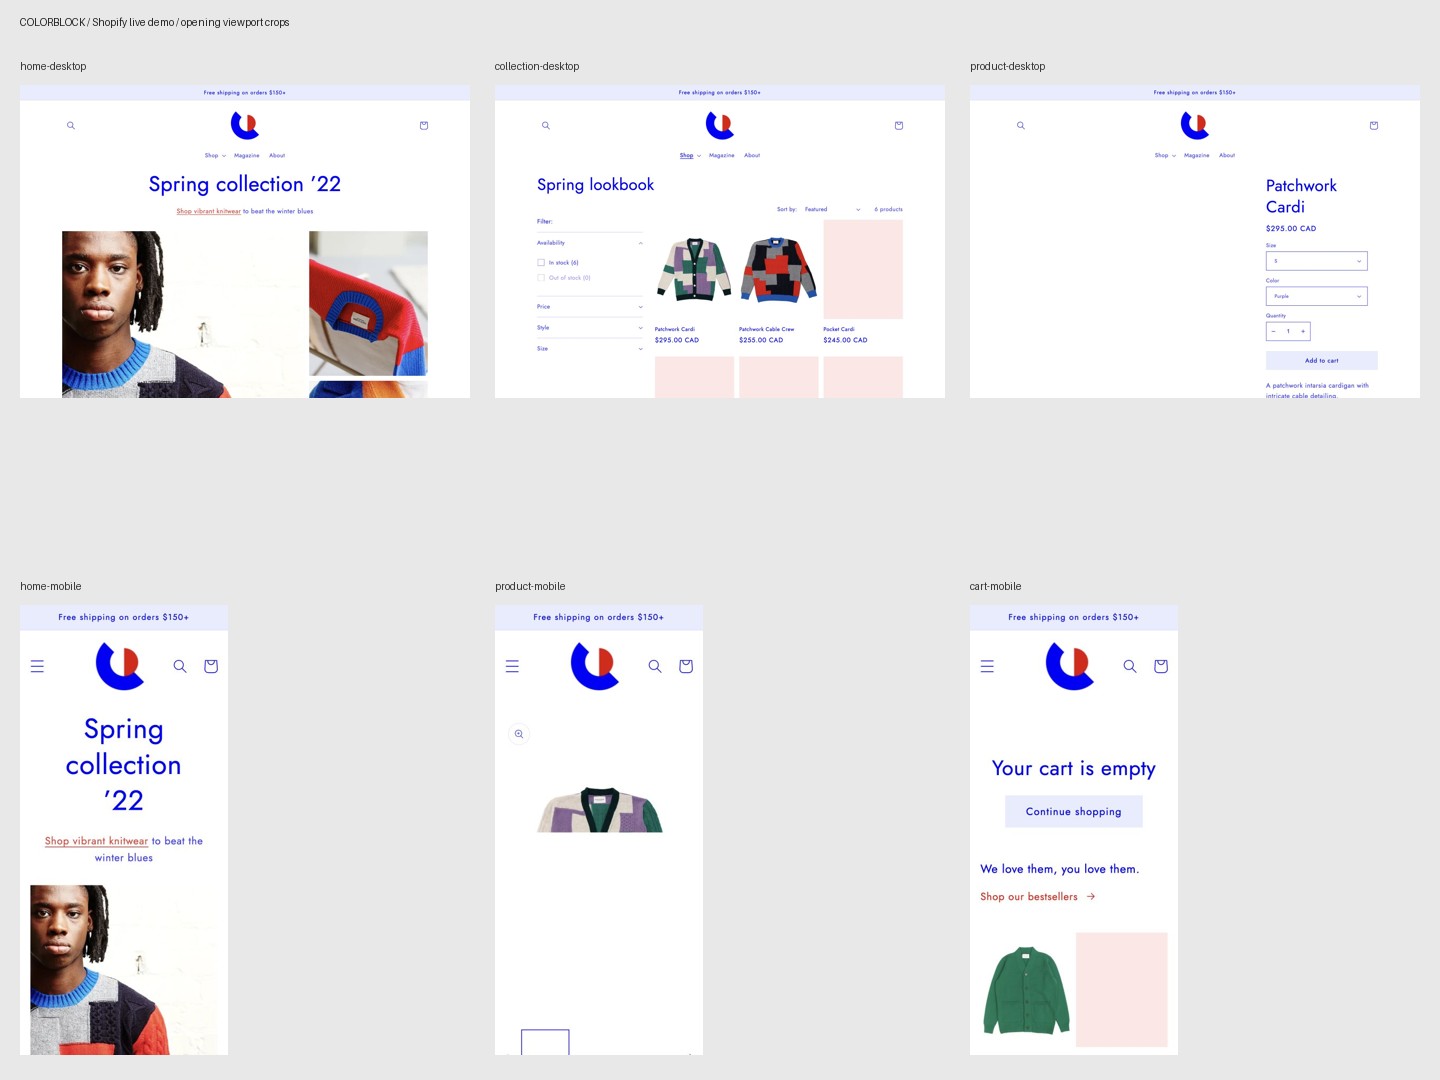 COLORBLOCK / Shopify live demo / opening viewport crops
home-desktop
Free shipping on orders $150+
Shop
Magazine
About
Spring collection ’22
Shop vibrant knitwear to beat the winter blues
collection-desktop
Free shipping on orders $150+
Shop
Magazine
About
Spring lookbook
Sort by:
Featured
6 products
Filter:
Availability
In stock (6)
Out of stock (0)
Price
Style
Size
Patchwork Cardi
$295.00 CAD
Patchwork Cable Crew
$255.00 CAD
Pocket Cardi
$245.00 CAD
product-desktop
Free shipping on orders $150+
Shop
Magazine
About
Patchwork
Cardi
$295.00 CAD
Size
S
Color
Purple
Quantity
− 1 +
Add to cart
A patchwork intarsia cardigan with
intricate cable detailing.
home-mobile
Free shipping on orders $150+
Spring
collection
’22
Shop vibrant knitwear to beat the
winter blues
product-mobile
Free shipping on orders $150+
cart-mobile
Free shipping on orders $150+
Your cart is empty
Continue shopping
We love them, you love them.
Shop our bestsellers →